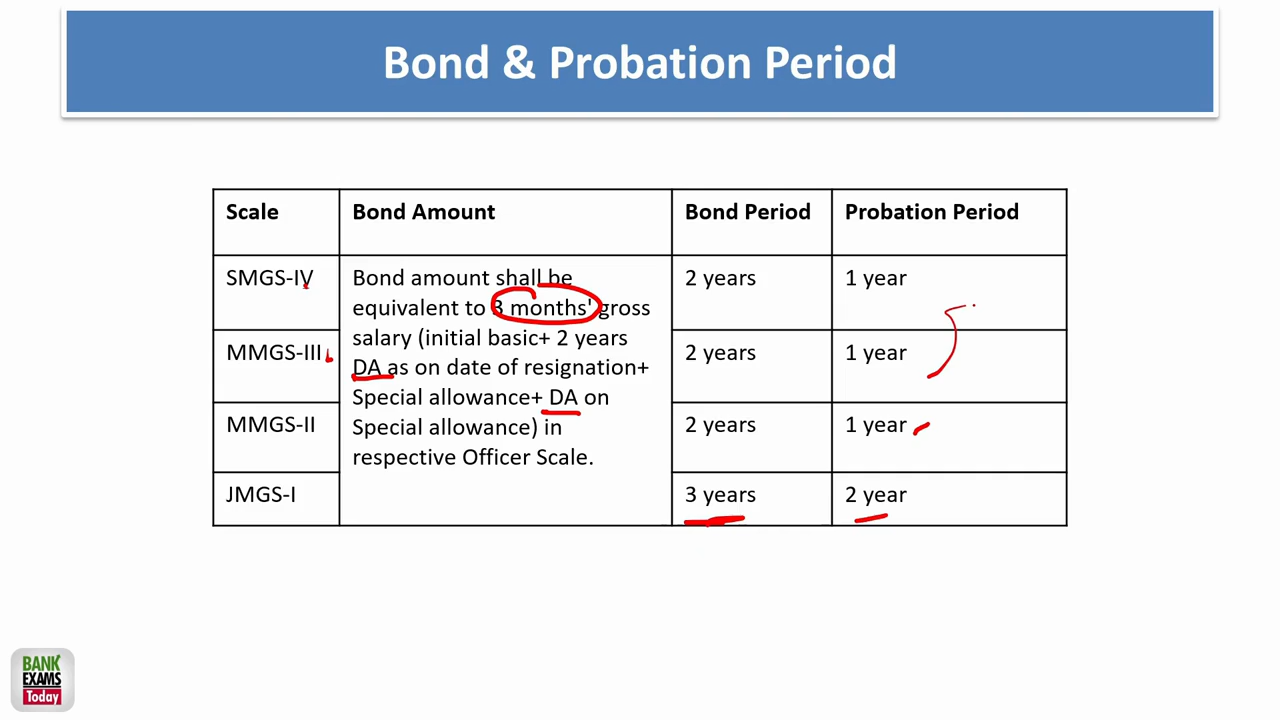 Bond & Probation Period
Scale
Bond Amount
Bond Period
Probation Period
SMGS-IV
Bond amount shall be
equivalent to 3 months' gross
salary (initial basic+ 2 years
DA as on date of resignation+
Special allowance+ DA on
Special allowance) in
respective Officer Scale.
2 years
1 year
MMGS-III
2 years
1 year
MMGS-II
2 years
1 year
JMGS-I
3 years
2 year
BANK
EXAMS
Today